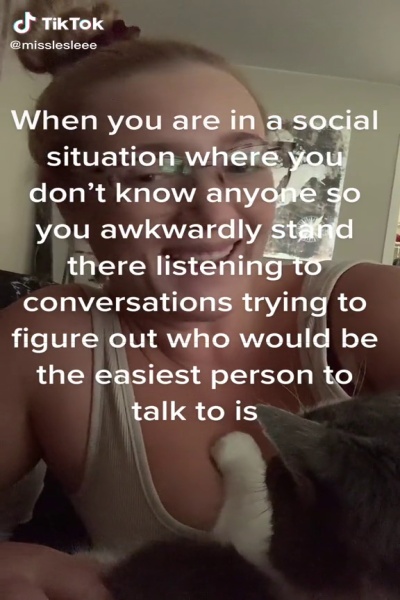 TikTok
@misslesleee
When you are in a social
situation where you
don't know anyone so
you awkwardly stand
there listening to
conversations trying to
figure out who would be
the easiest person to
talk to is